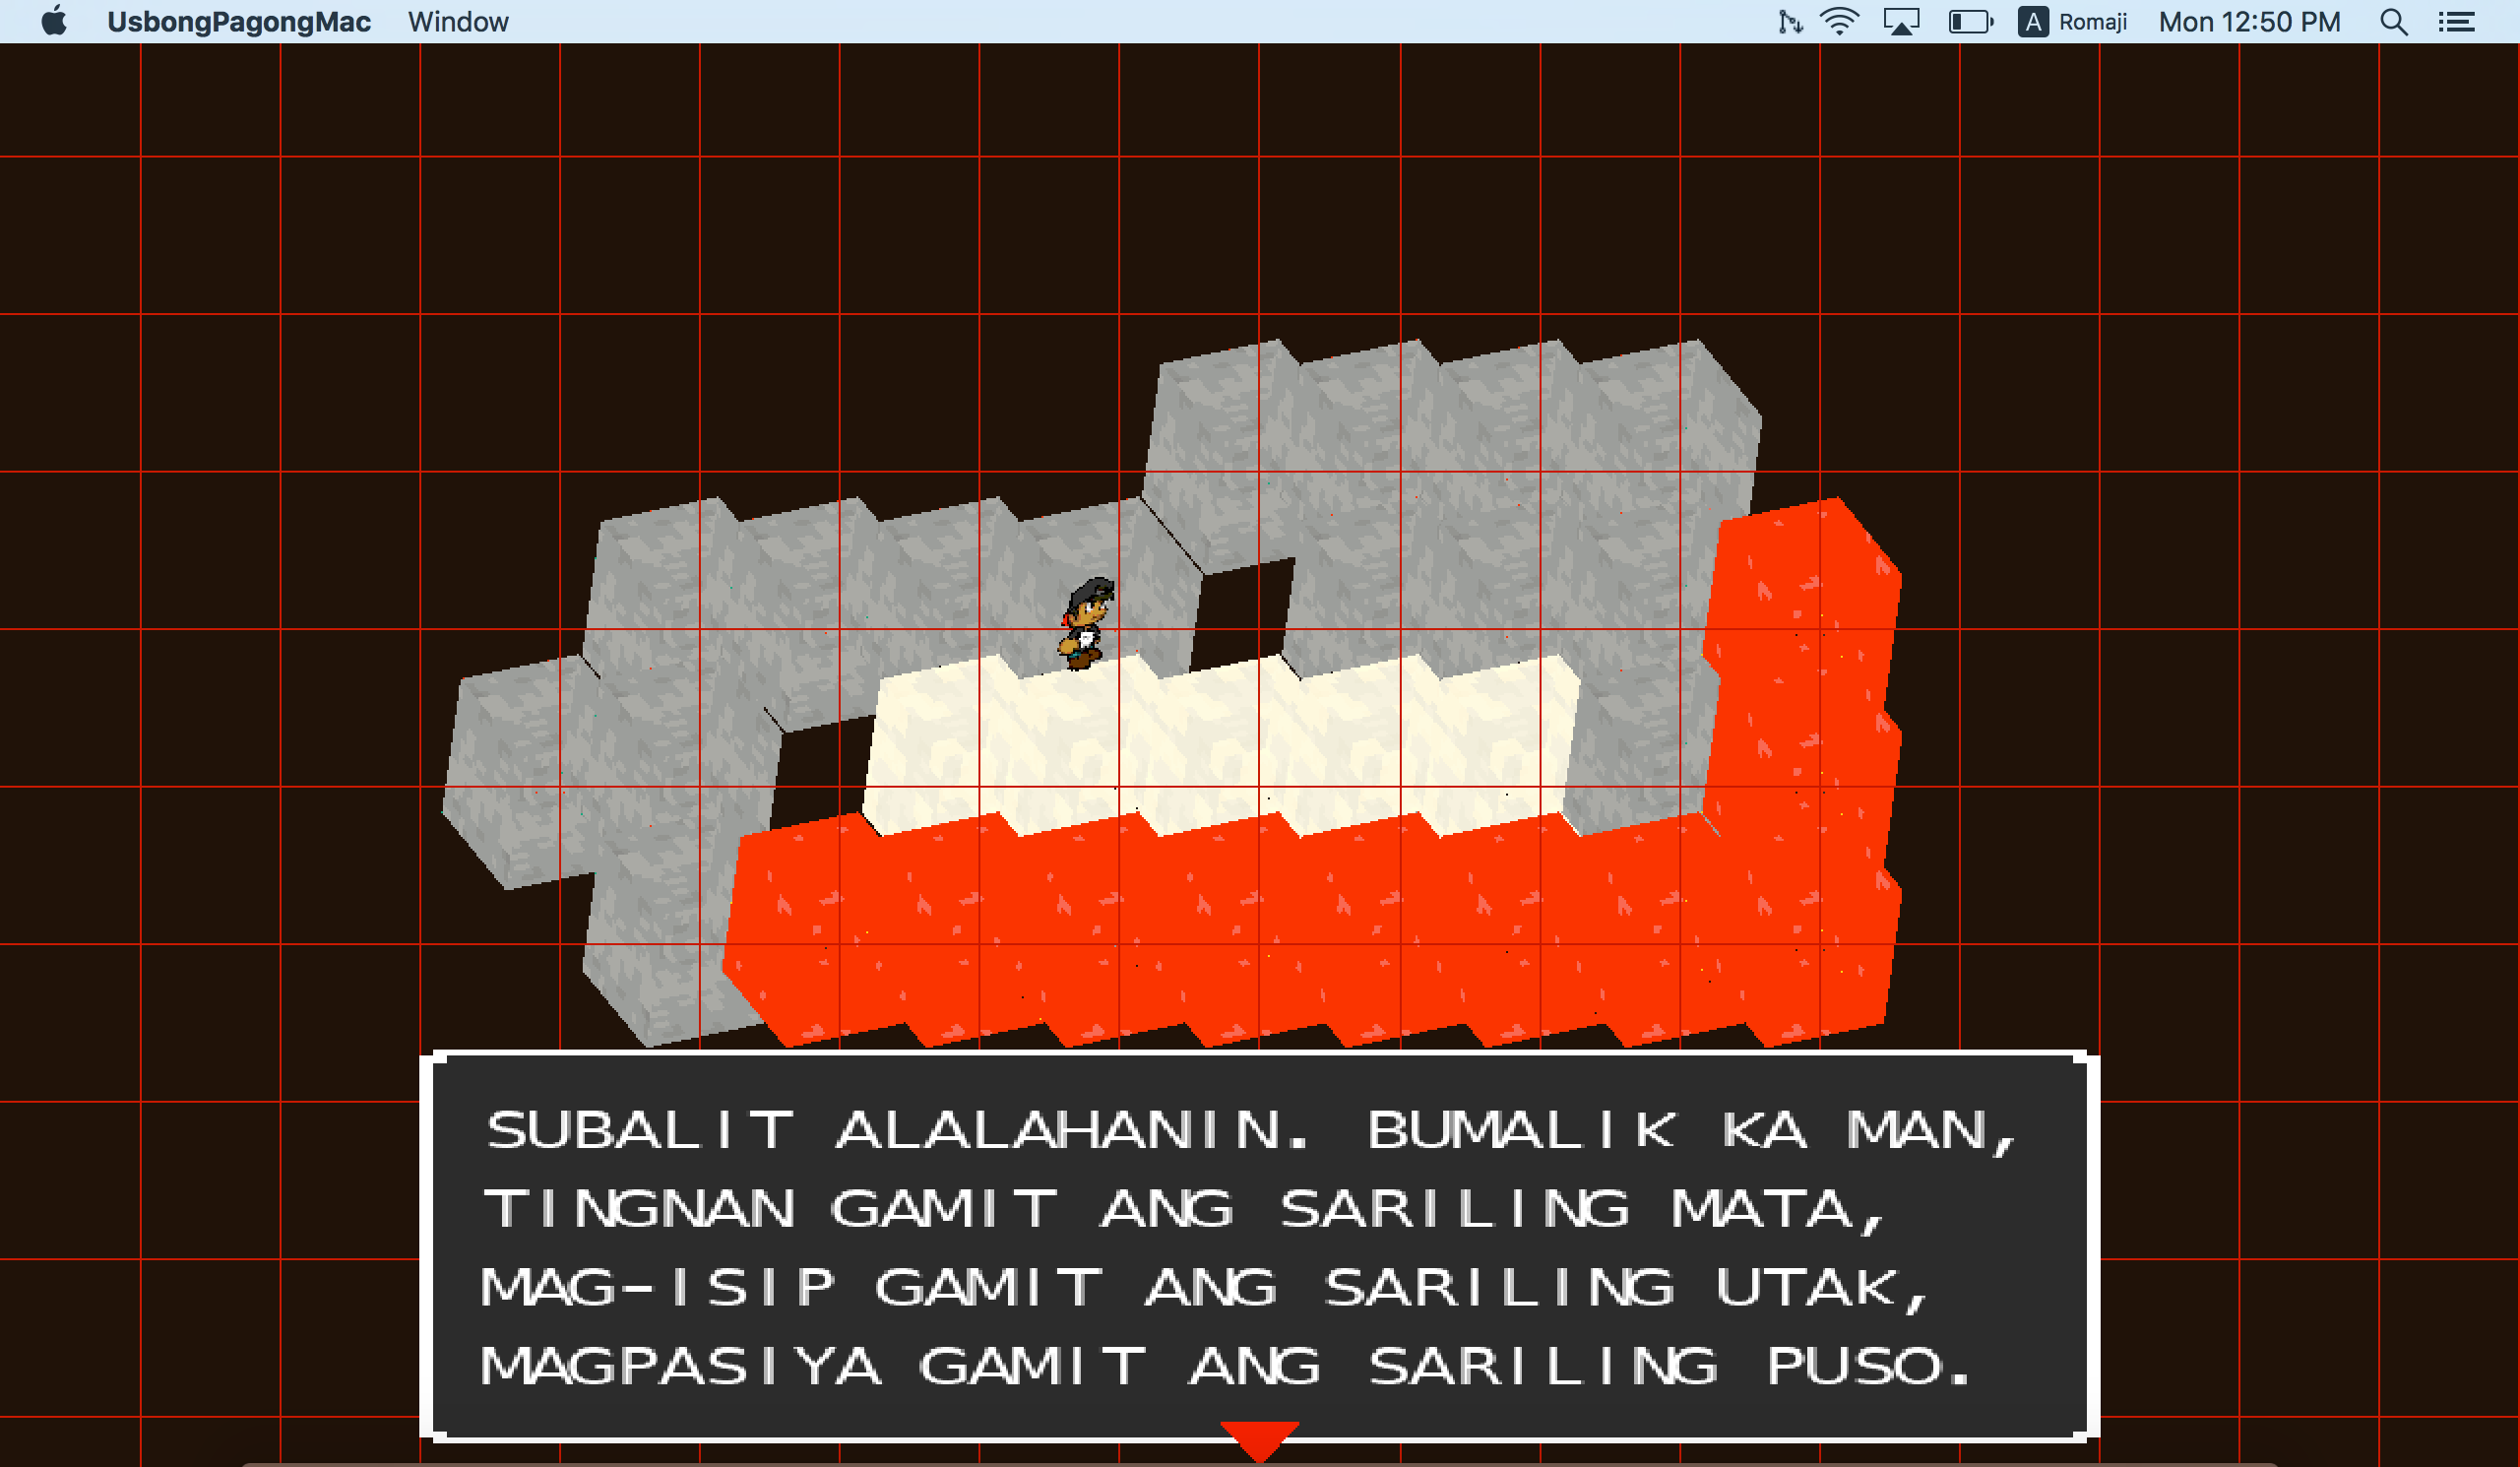 UsbongPagongMac Window A Romaji Mon 12:50 PM
SUBALIT ALALAHANIN. BUMALIK KA MAN,
TINGNAN GAMIT ANG SARILING MATA,
MAG-ISIP GAMIT ANG SARILING UTAK,
MAGPASIYA GAMIT ANG SARILING PUSO.